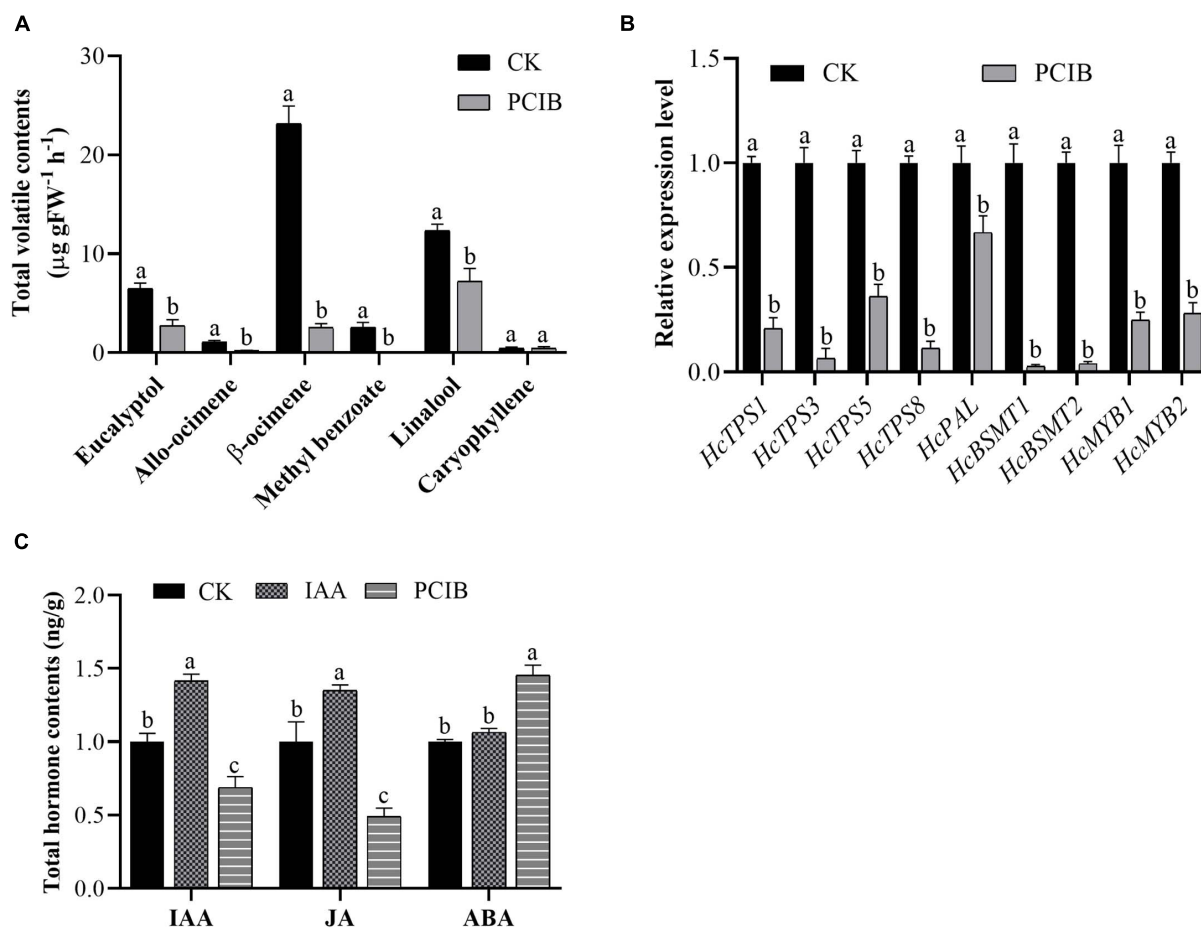 A
Total volatile contents
(μg gFW⁻¹ h⁻¹)
30
20
10
0
CK
PCIB
a
b
a
b
a
b
a
b
a
b
a
a
Eucalyptol
Allo-ocimene
β-ocimene
Methyl benzoate
Linalool
Caryophyllene
B
Relative expression level
1.5
1.0
0.5
0.0
CK
PCIB
a
b
a
b
a
b
a
b
a
b
a
b
a
b
a
b
a
b
HcTPS1
HcTPS3
HcTPS5
HcTPS8
HcPAL
HcBSMT1
HcBSMT2
HcMYB1
HcMYB2
C
Total hormone contents (ng/g)
2.0
1.5
1.0
0.5
0.0
CK
IAA
PCIB
b
a
c
b
a
c
b
b
a
IAA
JA
ABA